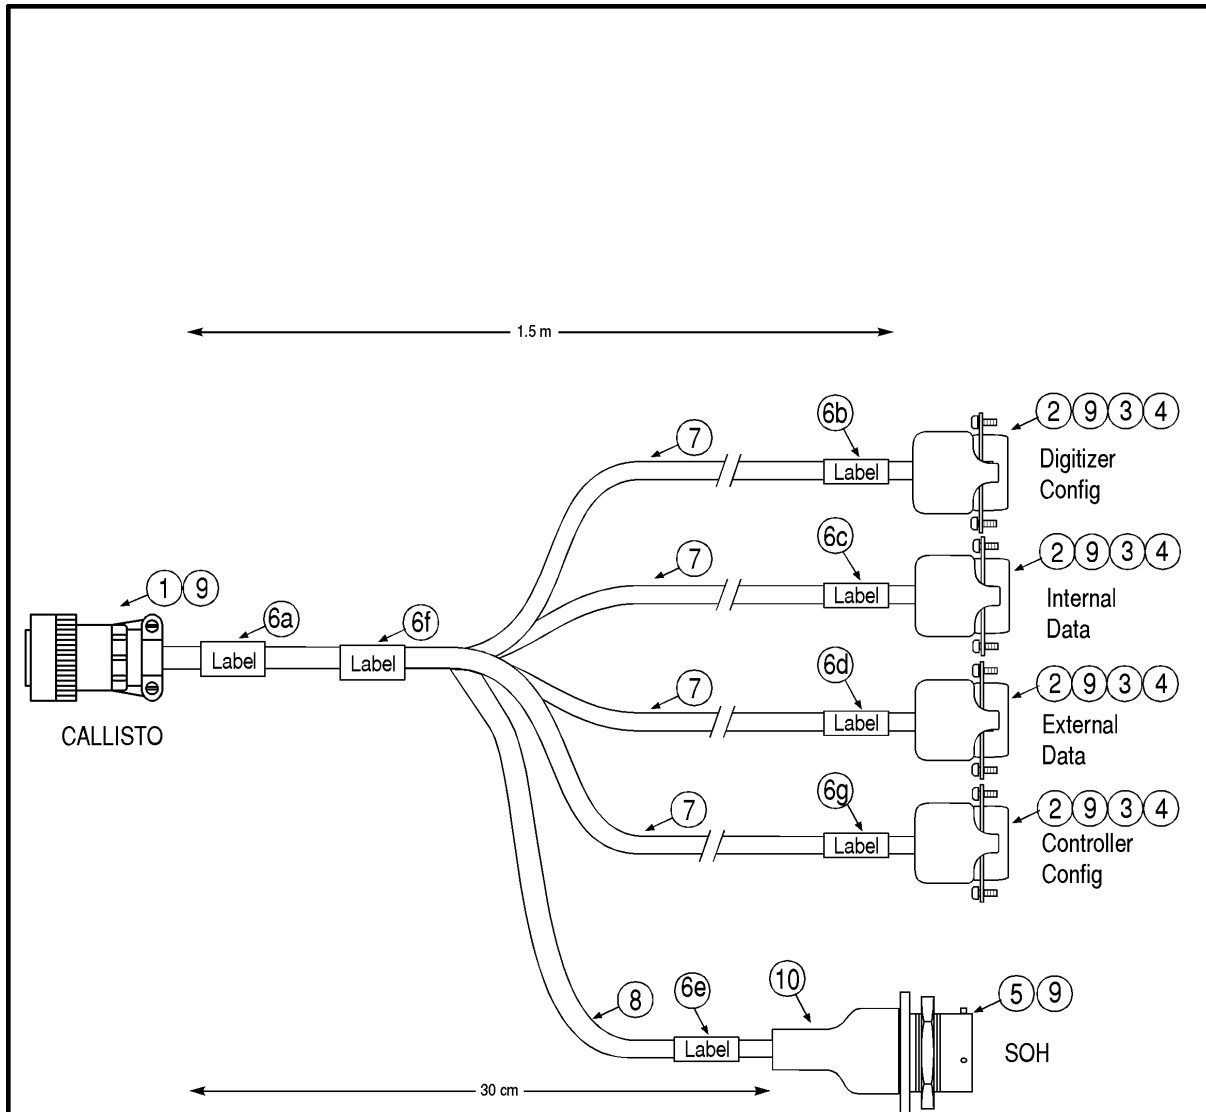 1.5 m
6b
2 9 3 4
7
Label
Digitizer
Config
6c
2 9 3 4
7
Label
Internal
Data
1 9
6a
6f
Label
Label
CALLISTO
6d
2 9 3 4
7
Label
External
Data
6g
2 9 3 4
7
Label
Controller
Config
8
6e
10
5 9
Label
SOH
30 cm